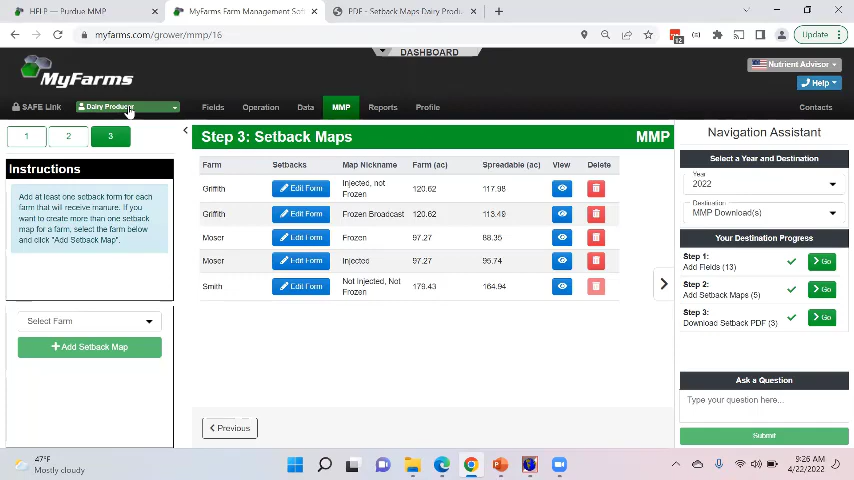 HELP — Purdue MMP
MyFarms Farm Management Soft
PDF - Setback Maps Dairy Produ
myfarms.com/grower/mmp/16
12
Update
DASHBOARD
MyFarms
Nutrient Advisor
Help
SAFE Link
Dairy Producer
Fields
Operation
Data
MMP
Reports
Profile
Contacts
1
2
3
Step 3: Setback Maps
MMP
Navigation Assistant
Instructions
Add at least one setback form for each
farm that will receive manure. If you
want to create more than one setback
map for a farm, select the farm below
and click "Add Setback Map".
Select Farm
Add Setback Map
Farm Setbacks Map Nickname Farm (ac) Spreadable (ac) View Delete
Griffith Edit Form Injected, not Frozen 120.62 117.98
Griffith Edit Form Frozen Broadcast 120.62 113.49
Moser Edit Form Frozen 97.27 88.35
Moser Edit Form Injected 97.27 95.74
Smith Edit Form Not Injected, Not Frozen 179.43 164.94
Previous
Select a Year and Destination
Year
2022
Destination
MMP Download(s)
Your Destination Progress
Step 1:
Add Fields (13)
Go
Step 2:
Add Setback Maps (5)
Go
Step 3:
Download Setback PDF (3)
Go
Ask a Question
Type your question here...
Submit
47°F
Mostly cloudy
9:26 AM
4/22/2022